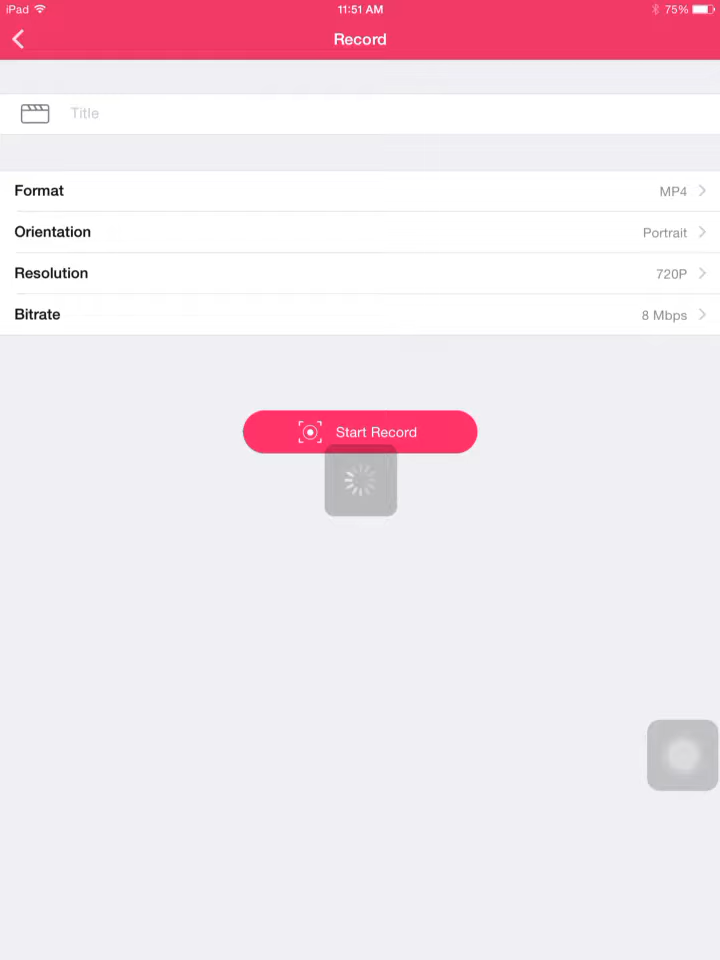 iPad 11:51 AM 75%
Record
Title
Format MP4
Orientation Portrait
Resolution 720P
Bitrate 8 Mbps
Start Record